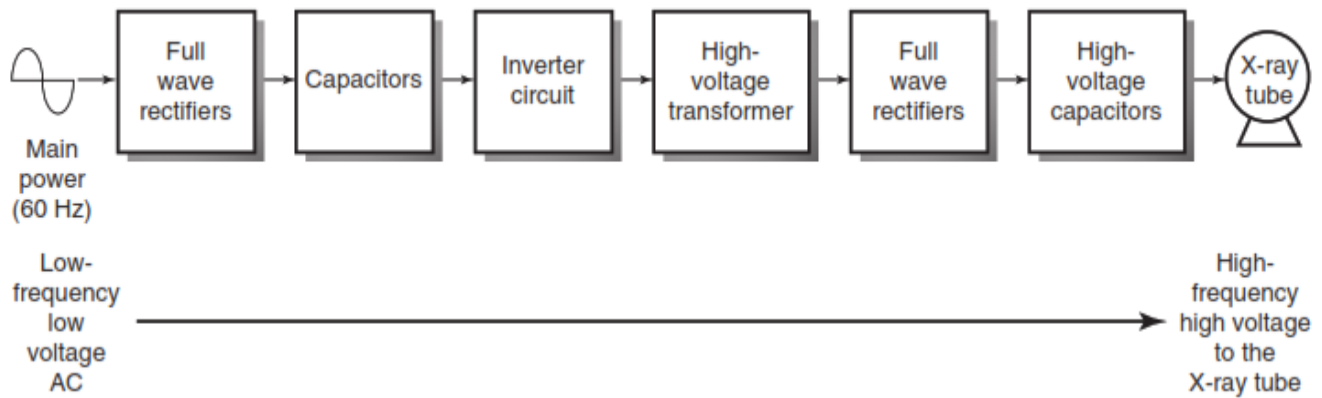 Full
wave
rectifiers
Capacitors
Inverter
circuit
High-
voltage
transformer
Full
wave
rectifiers
High-
voltage
capacitors
X-ray
tube
Main
power
(60 Hz)
Low-
frequency
low
voltage
AC
High-
frequency
high voltage
to the
X-ray tube